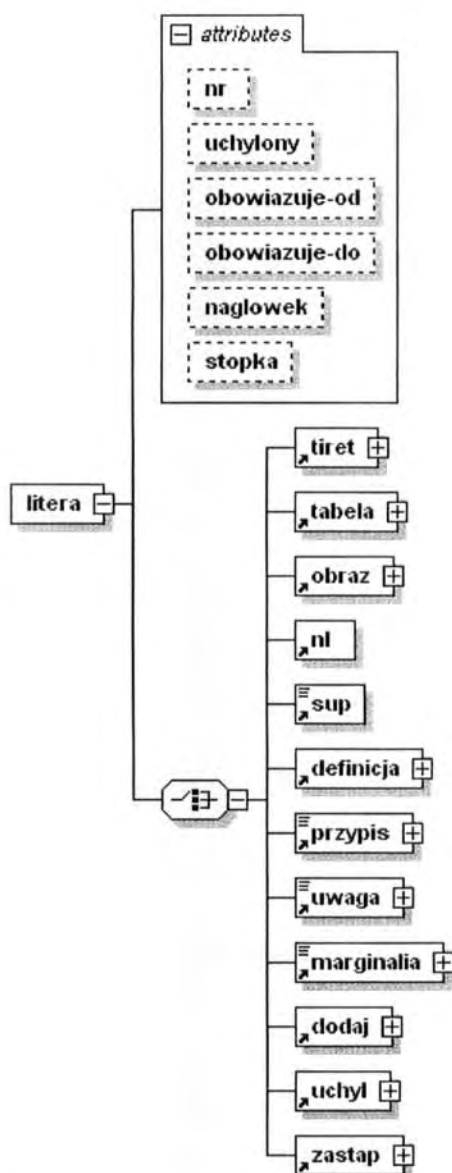 attributes
nr
uchylony
obowiazuje-od
obowiazuje-do
naglowek
stopka
litera
tiret
tabela
obraz
nl
sup
definicja
przypis
uwaga
marginalia
dodaj
uchyl
zastap